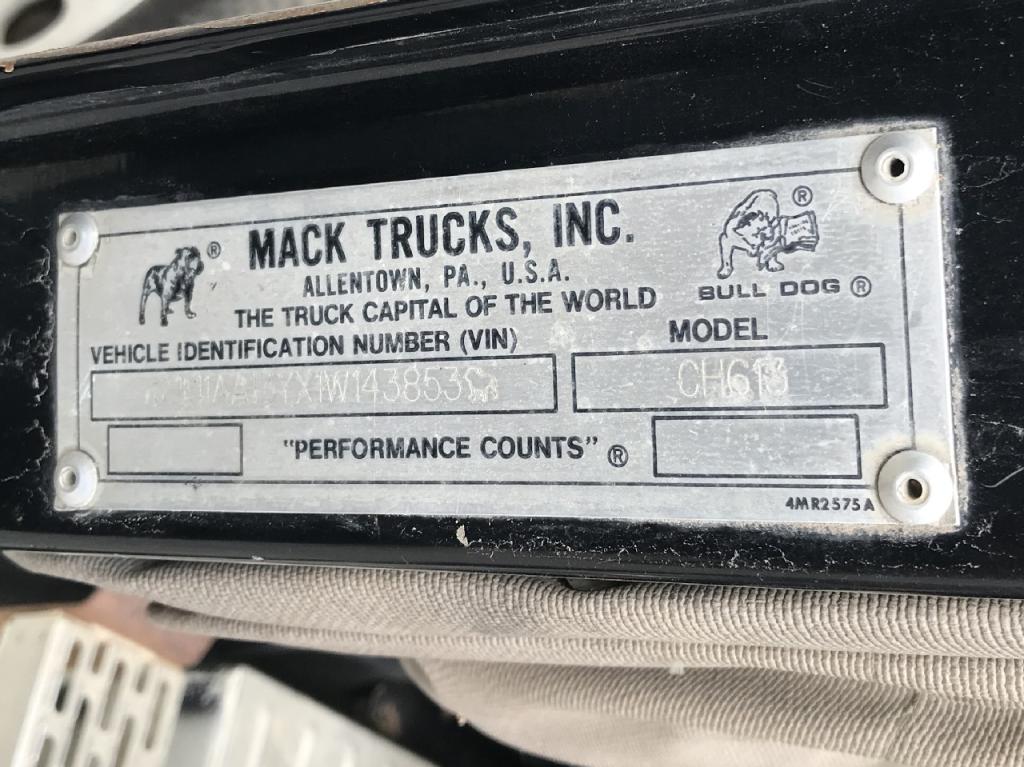 MACK TRUCKS, INC.
ALLENTOWN, PA., U.S.A.
THE TRUCK CAPITAL OF THE WORLD
BULL DOG ®
VEHICLE IDENTIFICATION NUMBER (VIN)
MODEL
CH613
"PERFORMANCE COUNTS" ®
4MR2575A